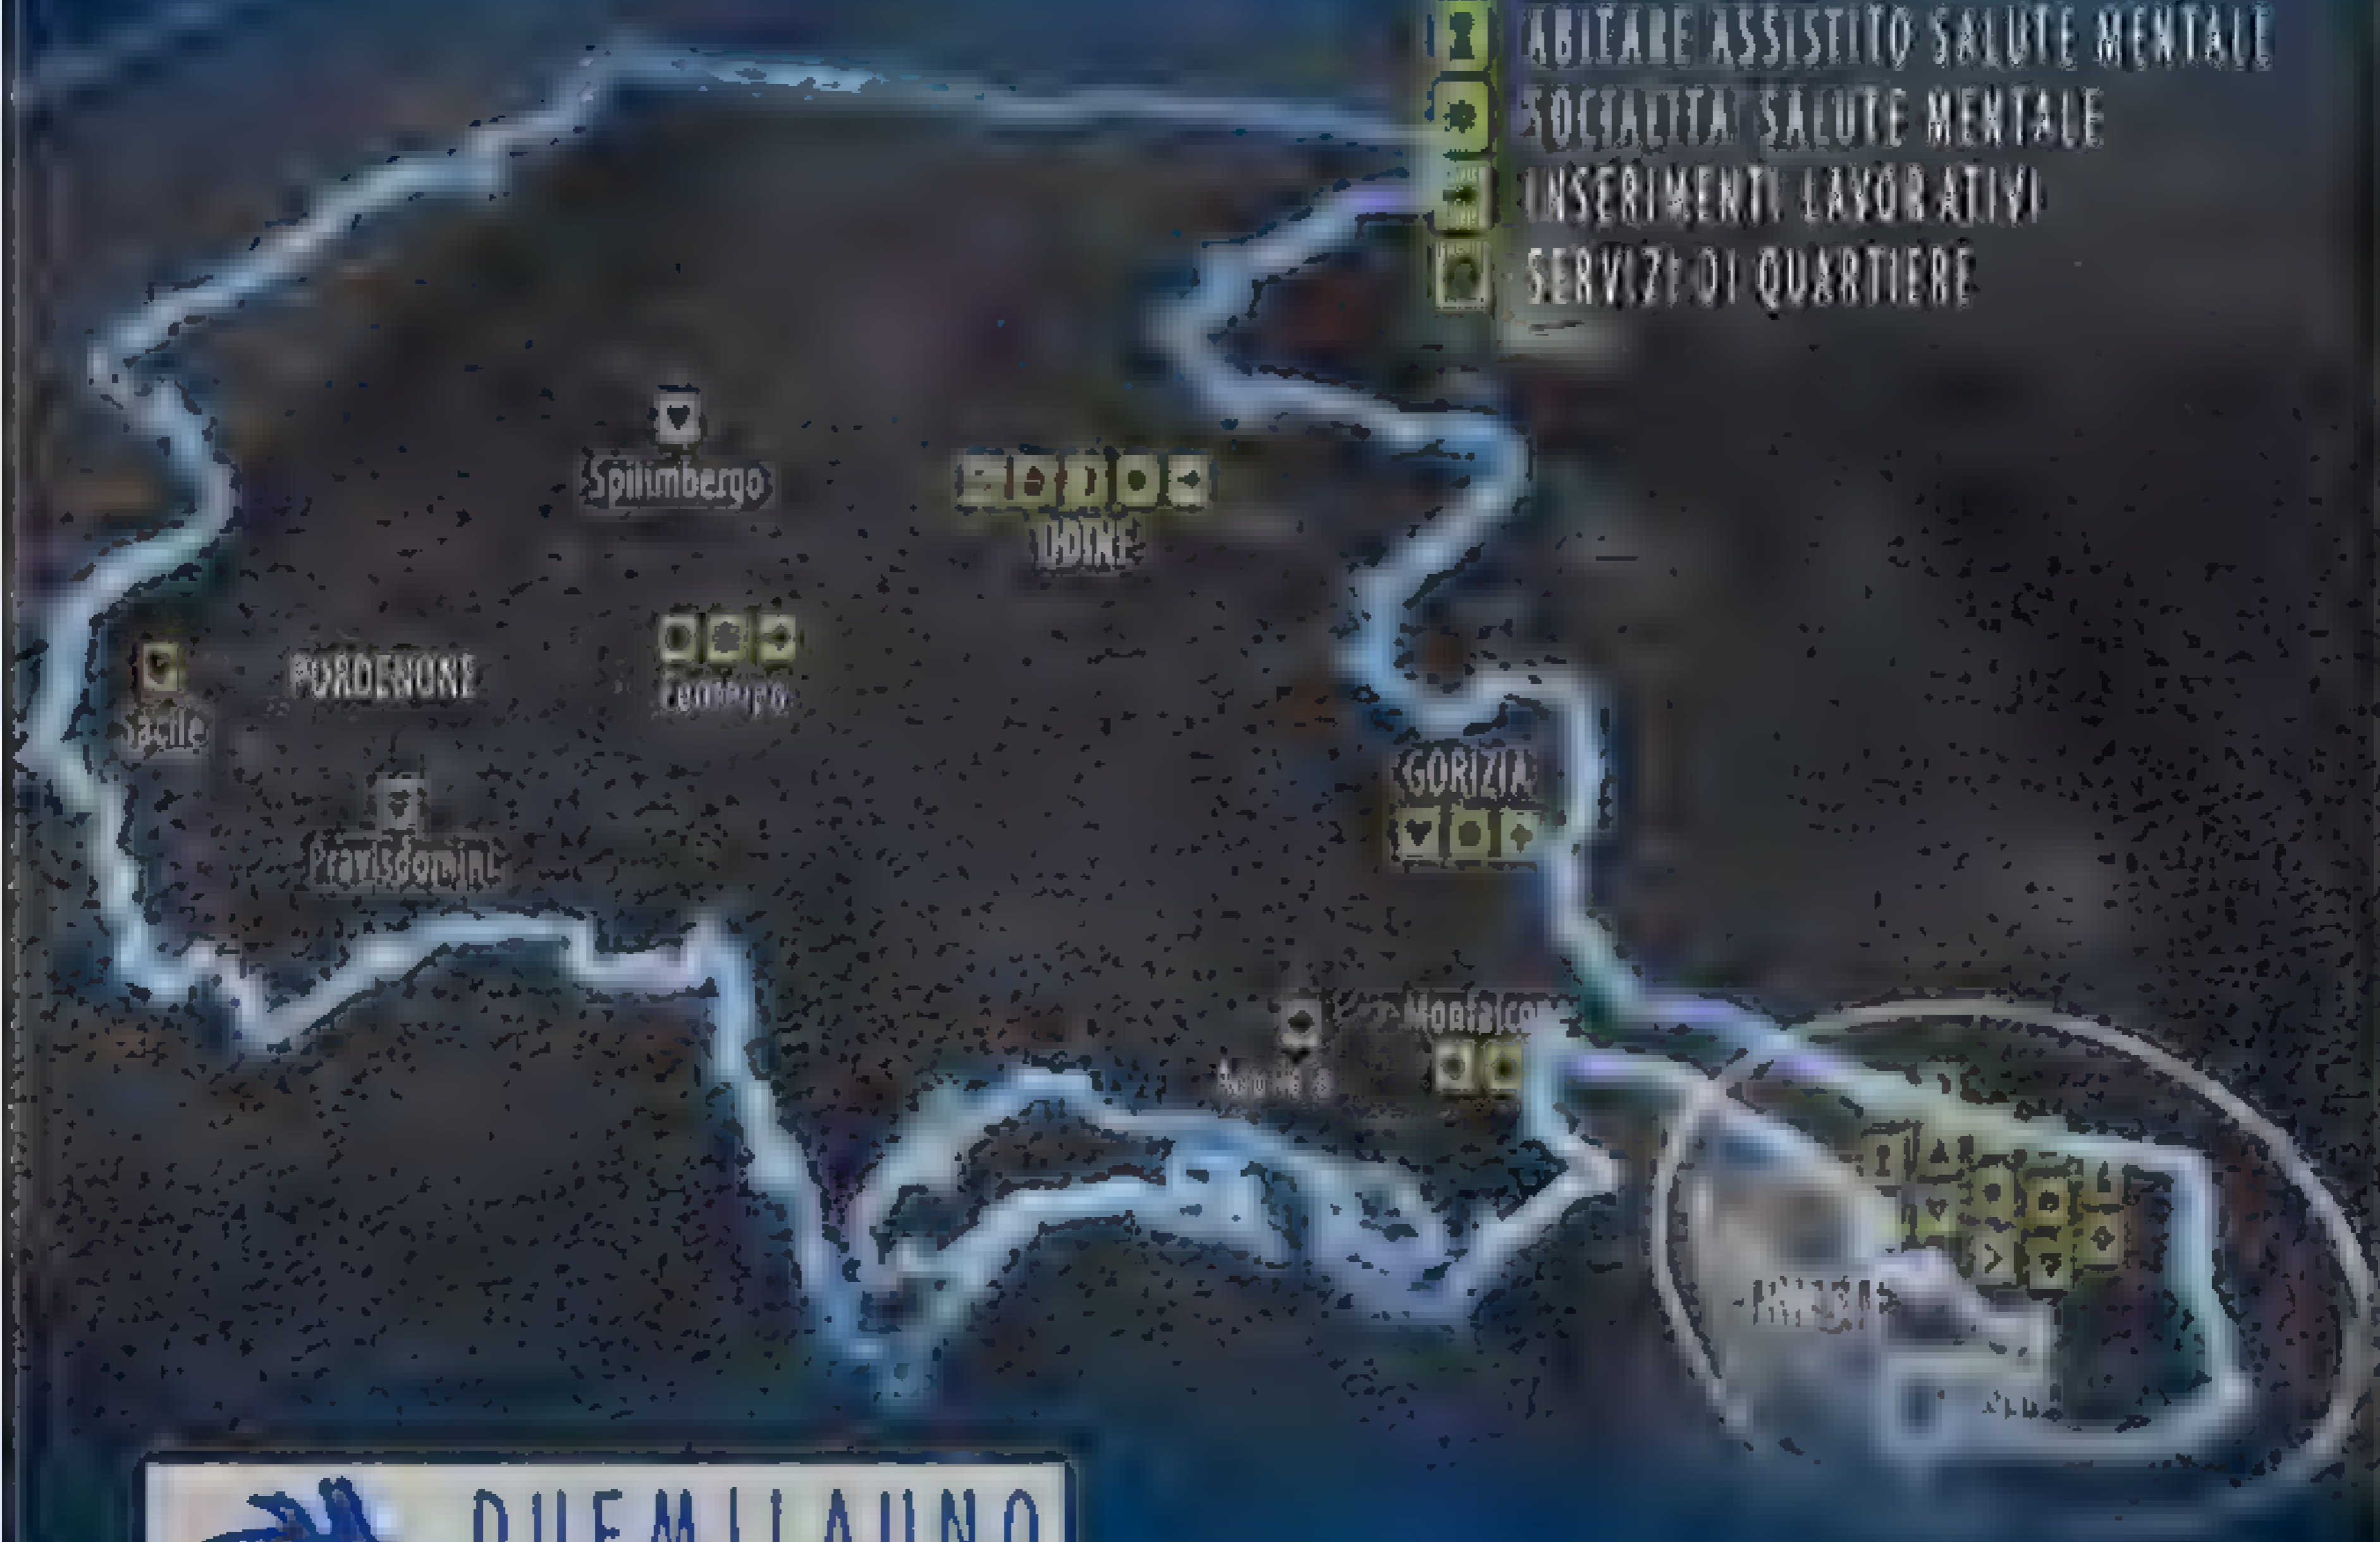 ABITARE ASSISTITO SALUTE MENTALE
SOCIALITA' SALUTE MENTALE
INSERIMENTI LAVORATIVI
SERVIZI DI QUARTIERE
Spilimbergo
UDINE
PORDENONE
Sacile
GORIZIA
Pravisdomini
DUEMILAUNO